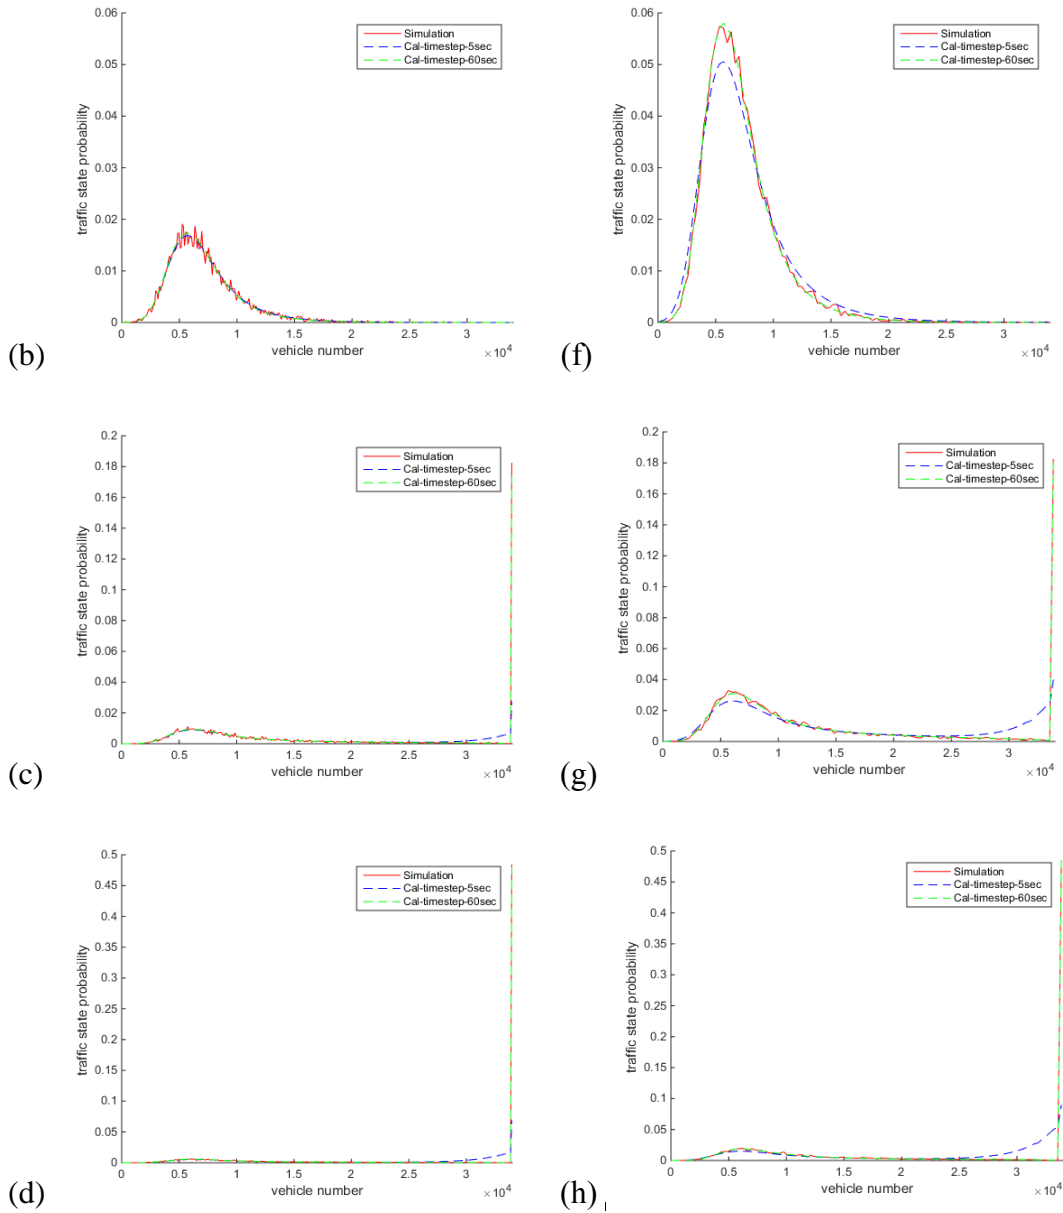 0.06
0.05
0.04
0.03
0.02
0.01
0
traffic state probability
Simulation
Cal-timestep-5sec
Cal-timestep-60sec
0 0.5 1 1.5 2 2.5 3
vehicle number
×10^4
(b)
0.06
0.05
0.04
0.03
0.02
0.01
0
traffic state probability
Simulation
Cal-timestep-5sec
Cal-timestep-60sec
0 0.5 1 1.5 2 2.5 3
vehicle number
×10^4
(f)
0.2
0.18
0.16
0.14
0.12
0.1
0.08
0.06
0.04
0.02
0
traffic state probability
Simulation
Cal-timestep-5sec
Cal-timestep-60sec
0 0.5 1 1.5 2 2.5 3
vehicle number
×10^4
(c)
0.2
0.18
0.16
0.14
0.12
0.1
0.08
0.06
0.04
0.02
0
traffic state probability
Simulation
Cal-timestep-5sec
Cal-timestep-60sec
0 0.5 1 1.5 2 2.5 3
vehicle number
×10^4
(g)
0.5
0.45
0.4
0.35
0.3
0.25
0.2
0.15
0.1
0.05
0
traffic state probability
Simulation
Cal-timestep-5sec
Cal-timestep-60sec
0 0.5 1 1.5 2 2.5 3
vehicle number
×10^4
(d)
0.5
0.45
0.4
0.35
0.3
0.25
0.2
0.15
0.1
0.05
0
traffic state probability
Simulation
Cal-timestep-5sec
Cal-timestep-60sec
0 0.5 1 1.5 2 2.5 3
vehicle number
×10^4
(h)